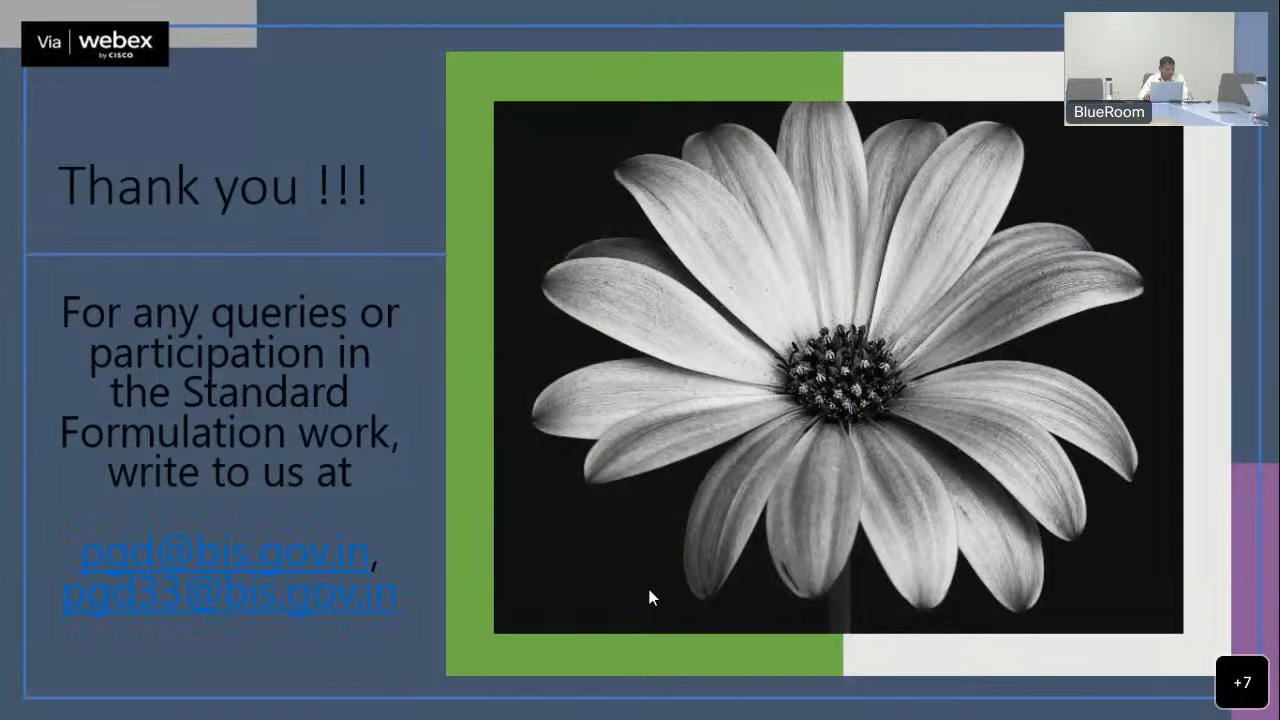 Via webex
by CISCO
BlueRoom
Thank you !!!
For any queries or
participation in
the Standard
Formulation work,
write to us at
pgd@bis.gov.in,
pgd33@bis.gov.in
+7